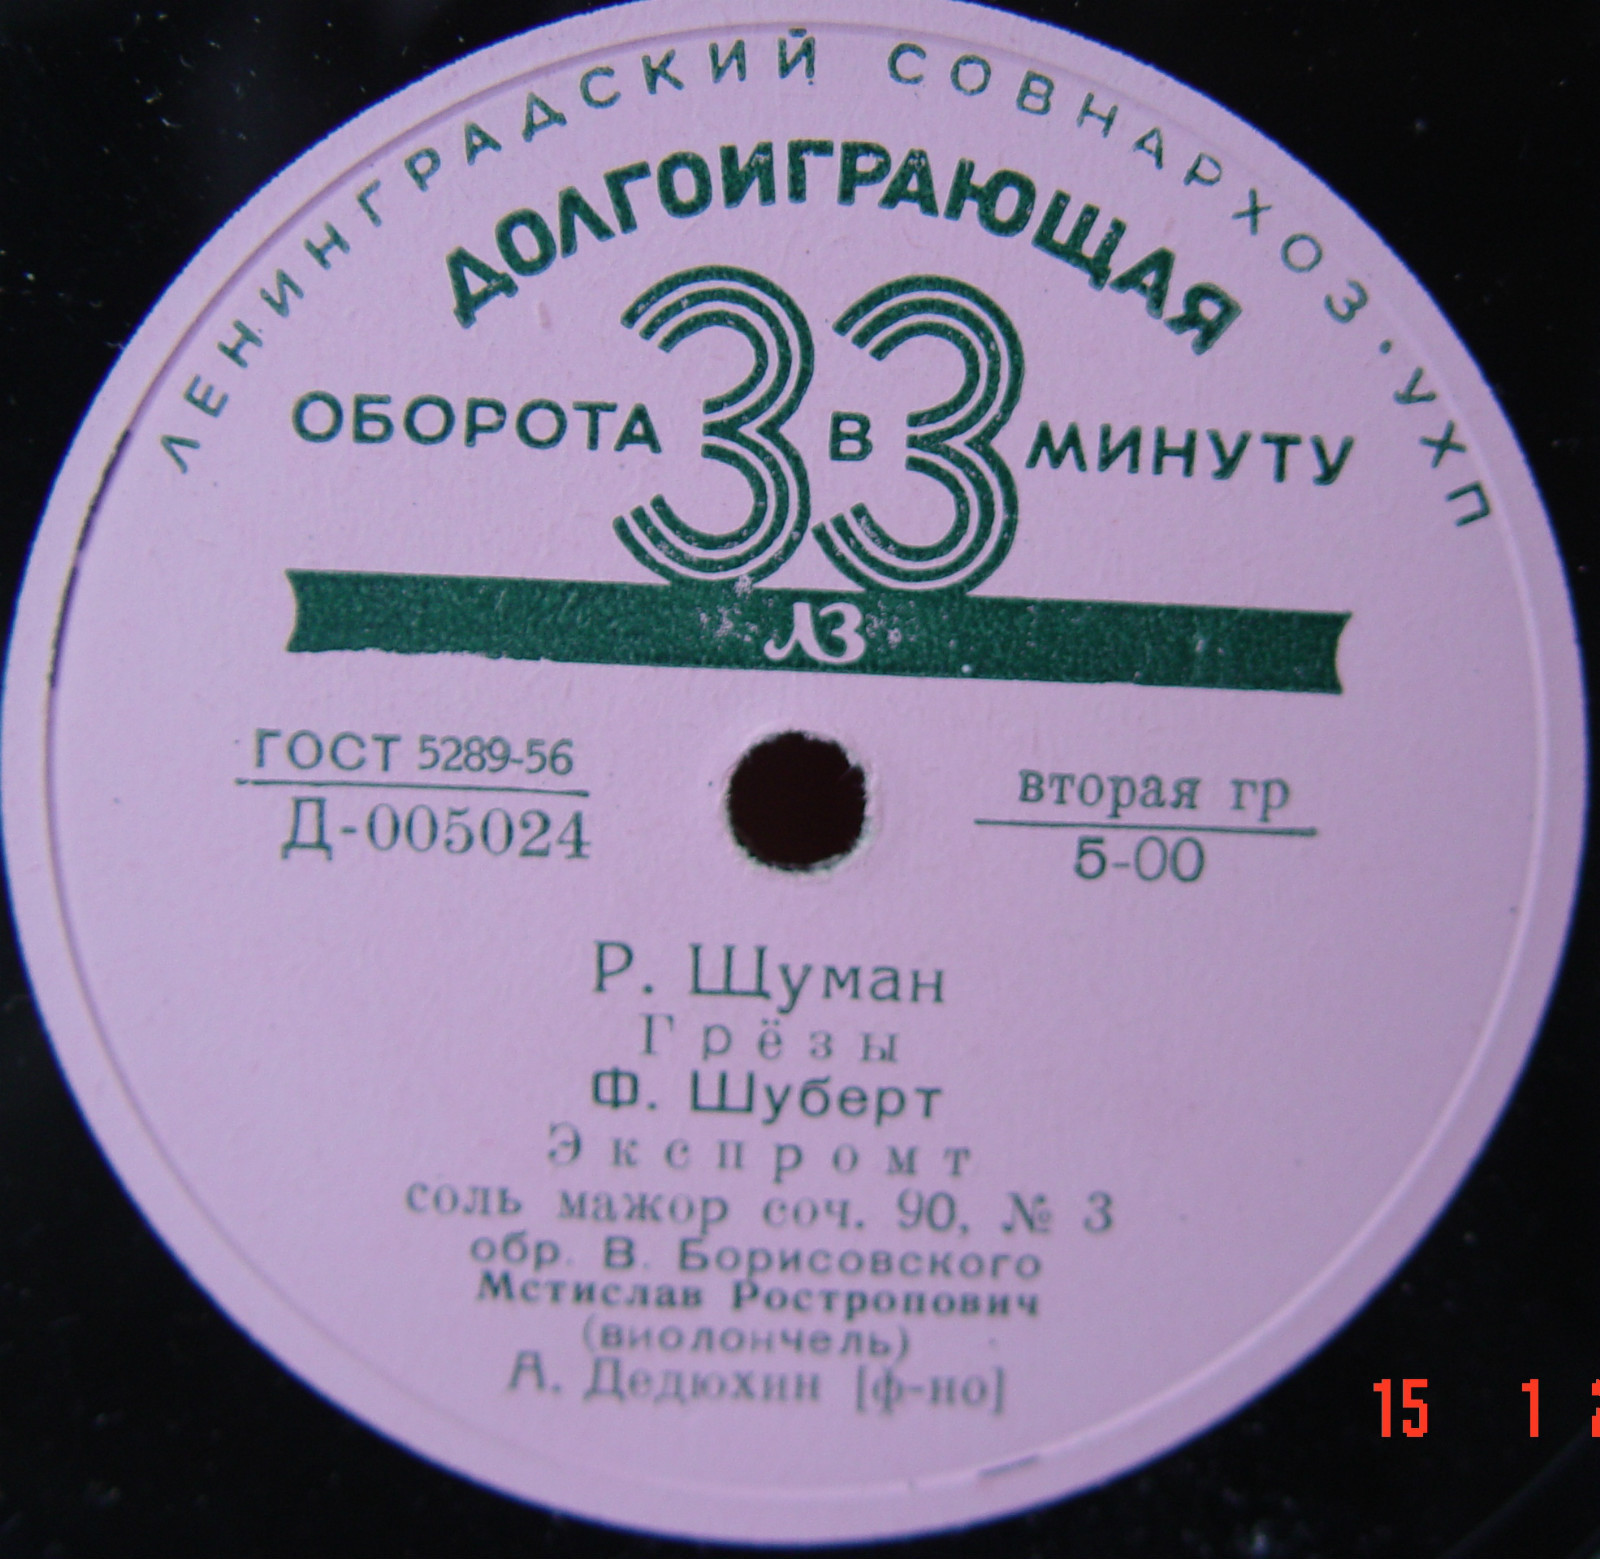 ЛЕНИНГРАДСКИЙ СОВНАРХОЗ · УХП
ДОЛГОИГРАЮЩАЯ
33
ОБОРОТА В МИНУТУ
ЛЗ
ГОСТ 5289-56
Д-005024
вторая гр
5-00
Р. Щуман
Грёзы
Ф. Шуберт
Экспромт
соль мажор соч. 90, № 3
обр. В. Борисовского
Мстислав Ростропович
(виолончель)
А. Дедюхин [ф-но]
15 1